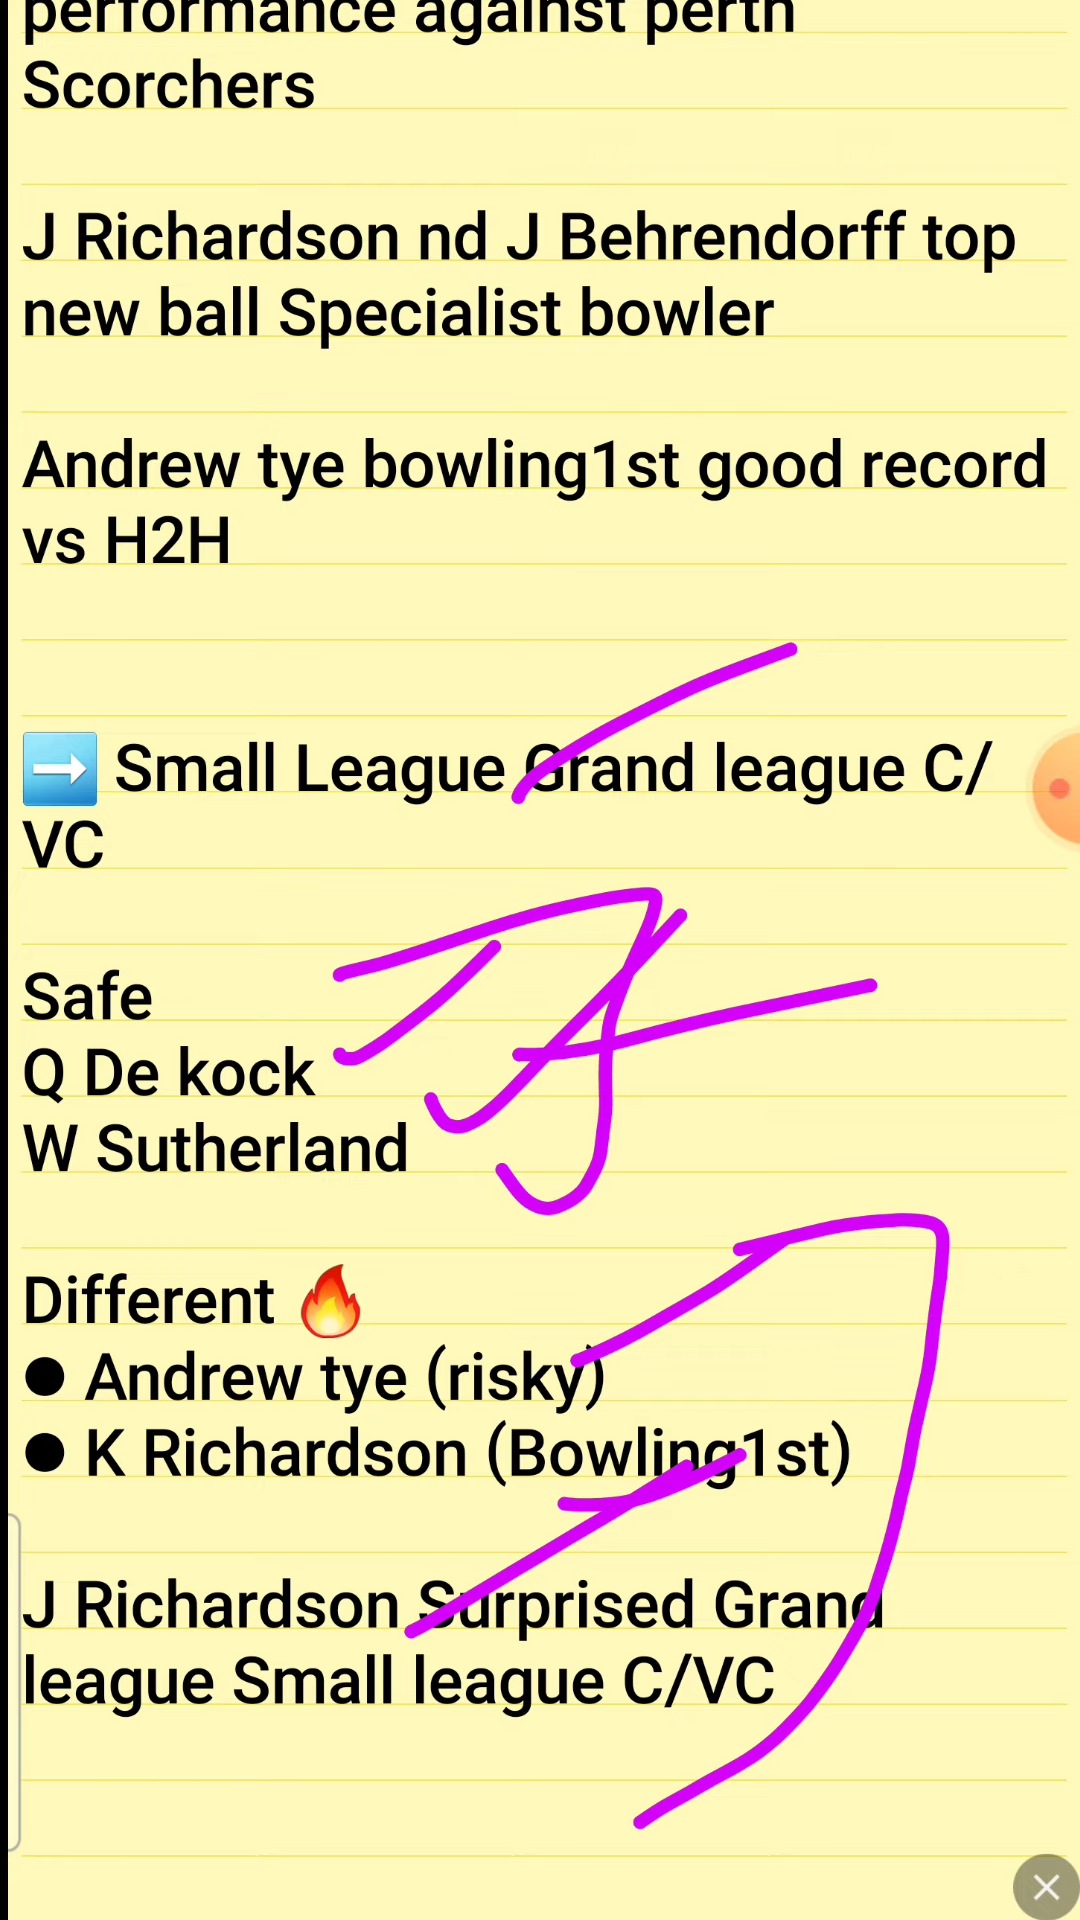 performance against perth
Scorchers
J Richardson nd J Behrendorff top
new ball Specialist bowler
Andrew tye bowling1st good record
vs H2H
➡️ Small League Grand league C/
VC
Safe
Q De kock
W Sutherland
Different 🔥
● Andrew tye (risky)
● K Richardson (Bowling1st)
J Richardson Surprised Grand
league Small league C/VC